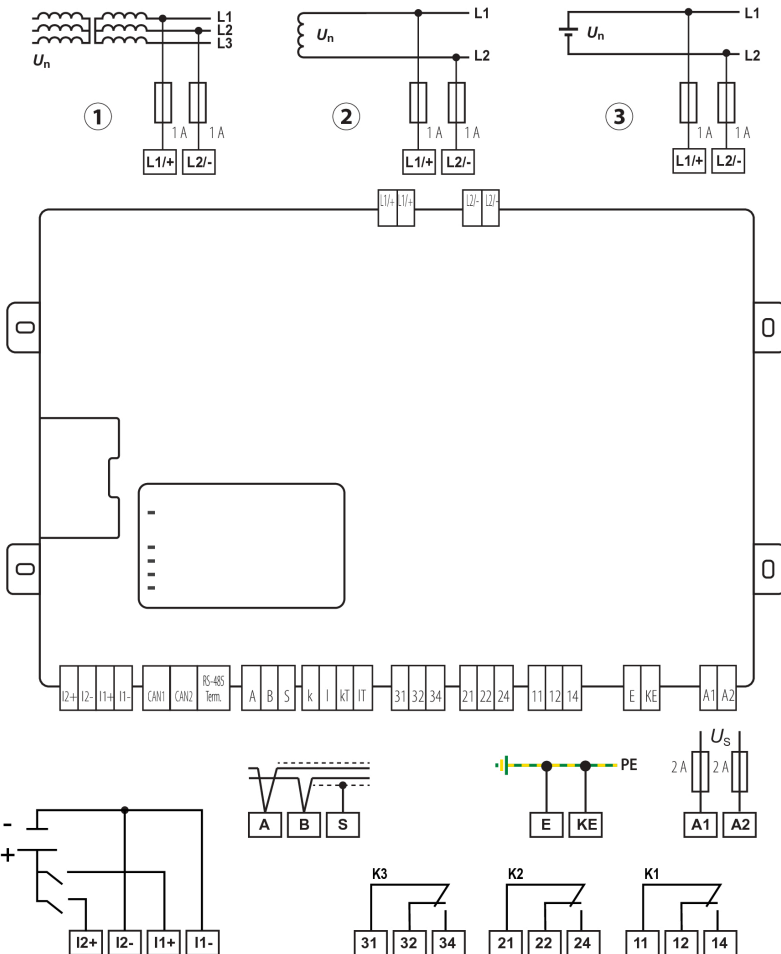 L1
L2
L3
Un
1
1 A
1 A
L1/+
L2/-
L1
Un
L2
2
1 A
1 A
L1/+
L2/-
L1
Un
L2
3
1 A
1 A
L1/+
L2/-
L1/+ L1/+ L2/- L2/-
I2+ I2- I1+ I1- CAN1 CAN2 RS-485 Term. A B S k l kT lT 31 32 34 21 22 24 11 12 14 E KE A1 A2
A B S
PE
E KE
US
2 A 2 A
A1 A2
-
+
I2+ I2- I1+ I1-
K3
31 32 34
K2
21 22 24
K1
11 12 14